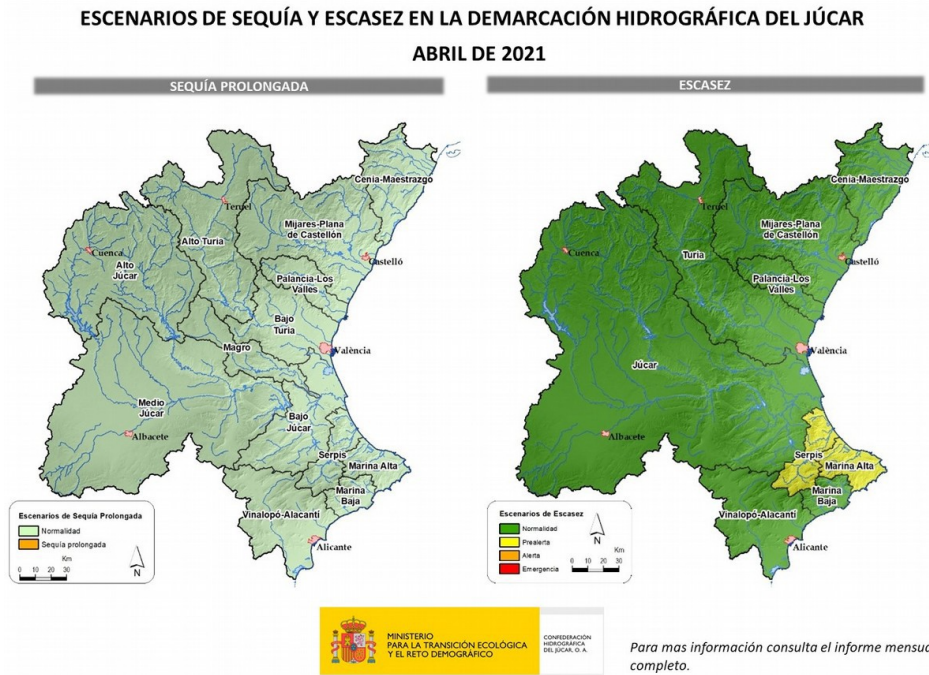 ESCENARIOS DE SEQUÍA Y ESCASEZ EN LA DEMARCACIÓN HIDROGRÁFICA DEL JÚCAR
ABRIL DE 2021
SEQUÍA PROLONGADA
Cenia-Maestrazgo
Teruel
Mijares-Plana
de Castellón
Alto Turia
Cuenca
Castelló
Alto
Júcar
Palancia-Los
Valles
Bajo
Turia
Magro
València
Medio
Júcar
Bajo
Júcar
Albacete
Serpis
Marina Alta
Marina
Baja
Vinalopó-Alacantí
Alicante
Escenarios de Sequía Prolongada
Normalidad
Sequía prolongada
Km
0 10 20 30
N
ESCASEZ
Cenia-Maestrazgo
Teruel
Mijares-Plana
de Castellón
Cuenca
Turia
Castelló
Palancia-Los
Valles
València
Júcar
Albacete
Serpis
Marina Alta
Marina
Baja
Vinalopó-Alacantí
Alicante
Escenarios de Escasez
Normalidad
Prealerta
Alerta
Emergencia
Km
0 10 20 30
N
MINISTERIO
PARA LA TRANSICIÓN ECOLÓGICA
Y EL RETO DEMOGRÁFICO
CONFEDERACIÓN
HIDROGRÁFICA
DEL JÚCAR, O. A.
Para mas información consulta el informe mensua
completo.